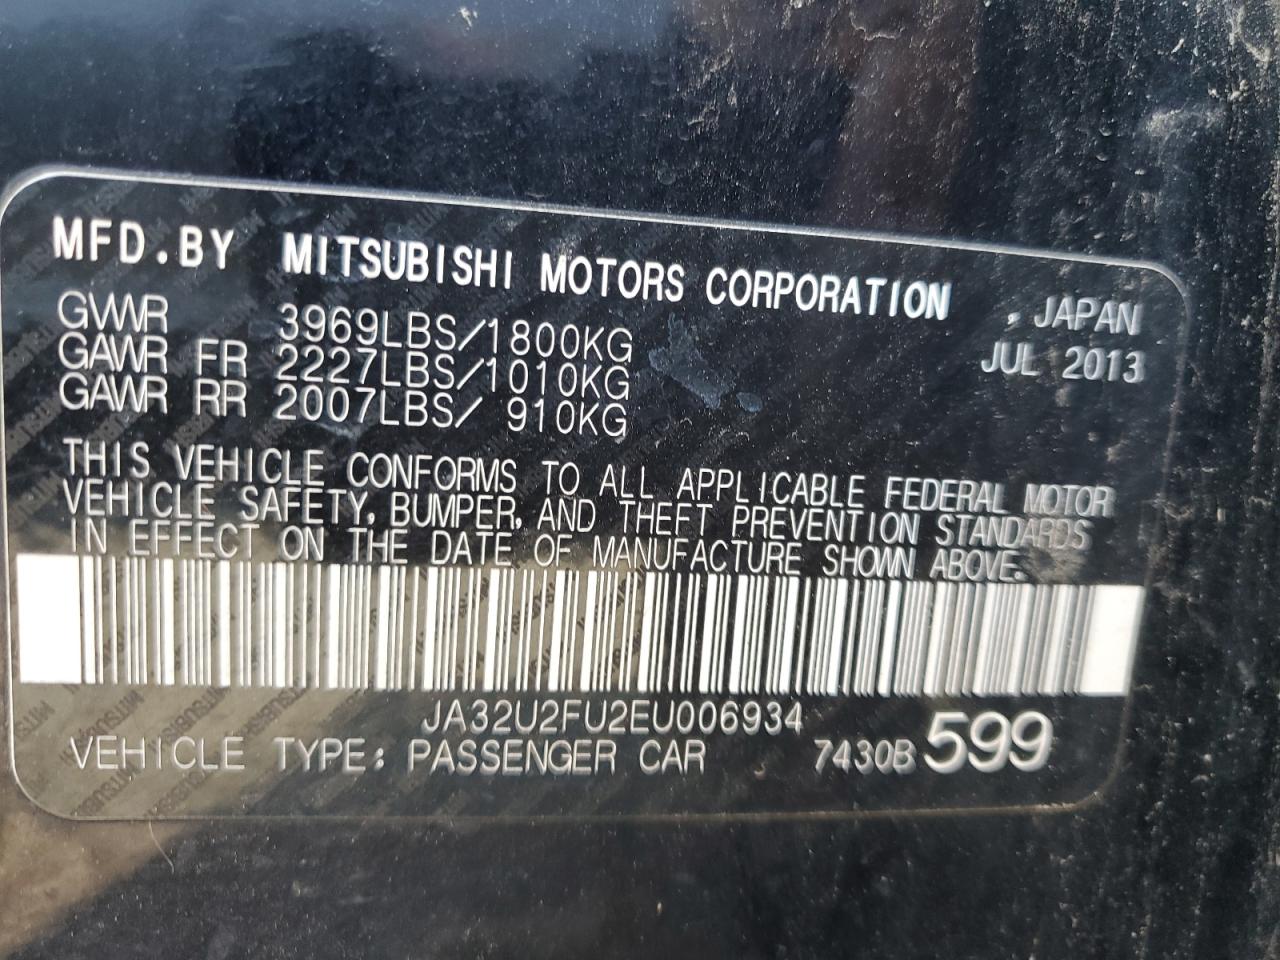 MFD.BY MITSUBISHI MOTORS CORPORATION , JAPAN
GVWR 3969LBS/1800KG JUL 2013
GAWR FR 2227LBS/1010KG
GAWR RR 2007LBS/ 910KG
THIS VEHICLE CONFORMS TO ALL APPLICABLE FEDERAL MOTOR
VEHICLE SAFETY, BUMPER, AND THEFT PREVENTION STANDARDS
IN EFFECT ON THE DATE OF MANUFACTURE SHOWN ABOVE.
JA32U2FU2EU006934
VEHICLE TYPE: PASSENGER CAR 7430B 599